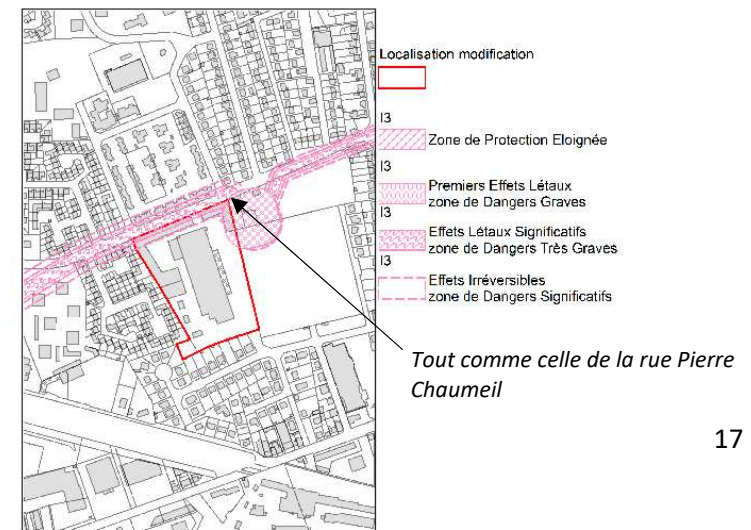 Localisation modification
I3
Zone de Protection Eloignée
I3
Premiers Effets Létaux
zone de Dangers Graves
I3
Effets Létaux Significatifs
zone de Dangers Très Graves
I3
Effets Irréversibles
zone de Dangers Significatifs
Tout comme celle de la rue Pierre
Chaumeil
17